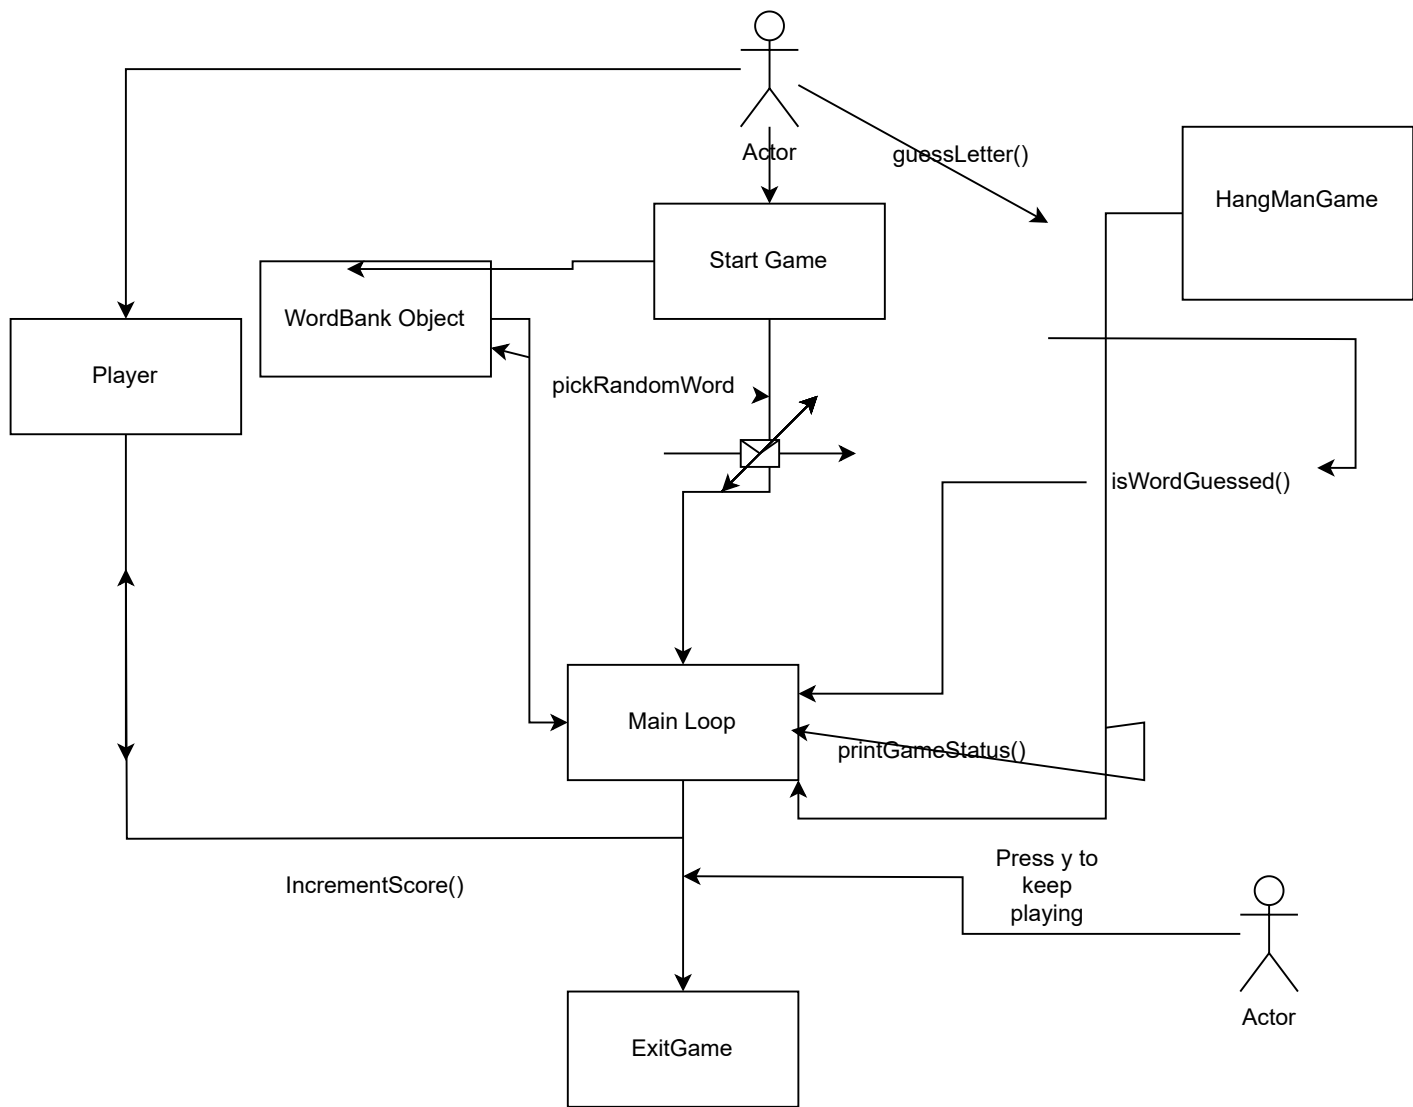 Actor
guessLetter()
HangManGame
Start Game
WordBank Object
Player
pickRandomWord
isWordGuessed()
Main Loop
printGameStatus()
IncrementScore()
Press y to
keep
playing
Actor
ExitGame